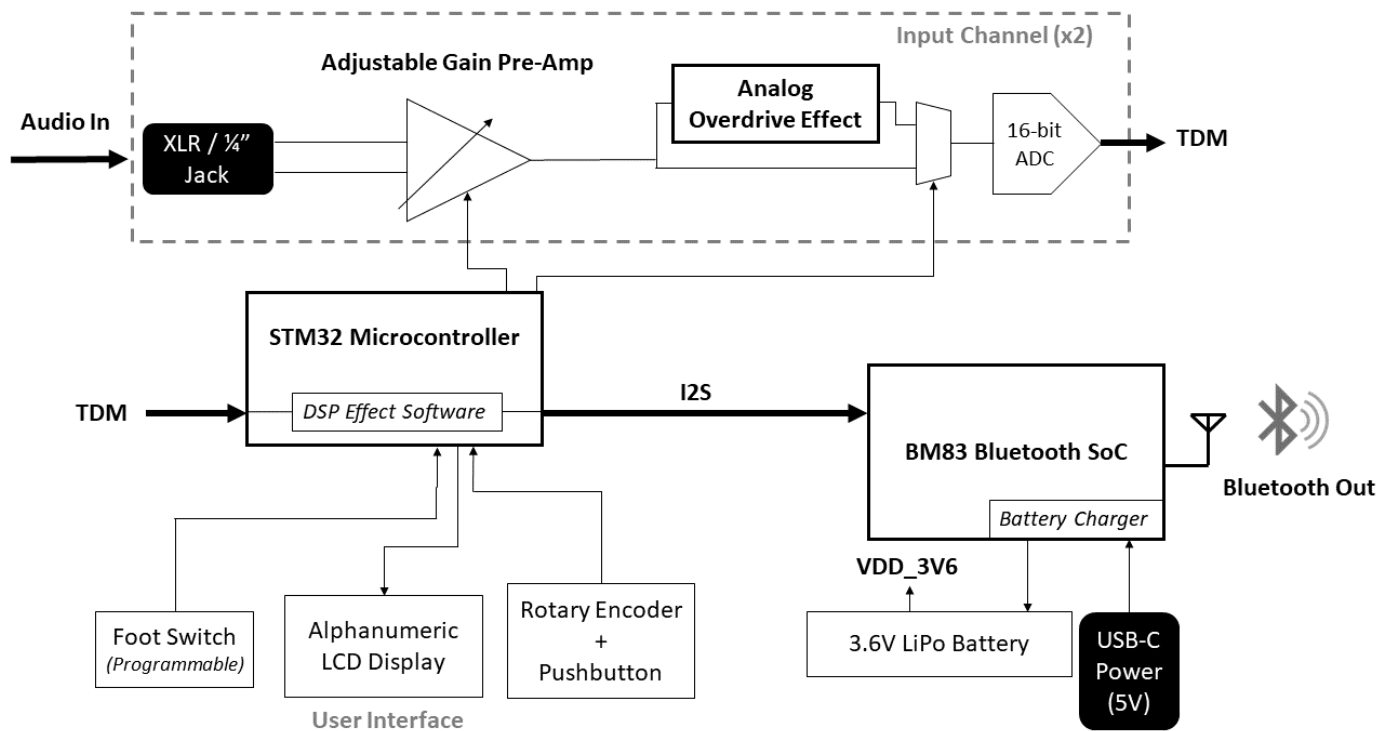 Input Channel (x2)
Adjustable Gain Pre-Amp
Audio In
XLR / ¼”
Jack
Analog
Overdrive Effect
16-bit
ADC
TDM
STM32 Microcontroller
DSP Effect Software
TDM
I2S
BM83 Bluetooth SoC
Battery Charger
Bluetooth Out
VDD_3V6
Foot Switch
(Programmable)
Alphanumeric
LCD Display
Rotary Encoder
+
Pushbutton
3.6V LiPo Battery
USB-C
Power
(5V)
User Interface